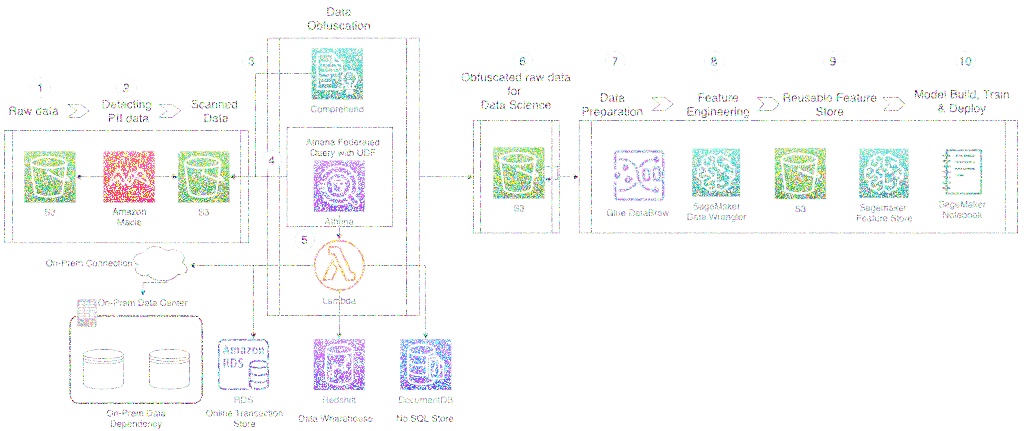 Data
Obfuscation
1
2
3
Raw data
Detecting
PII data
Scanned
Data
Comprehend
4
Athena Federated
Query with UDF
S3
Amazon
Macie
S3
Athena
5
Lambda
On-Prem Connection
On-Prem Data Center
On-Prem Data
Dependency
Amazon
RDS
RDS
Online Transaction
Store
Redshift
Data Wharehouse
DocumentDB
No SQL Store
6
Obfuscated raw data
for
Data Science
S3
7
8
9
10
Data
Preparation
Feature
Engineering
Reusable Feature
Store
Model Build, Train
& Deploy
Glue DataBrew
SageMaker
Data Wrangler
S3
Sagemaker
Feature Store
SageMaker
Notebook